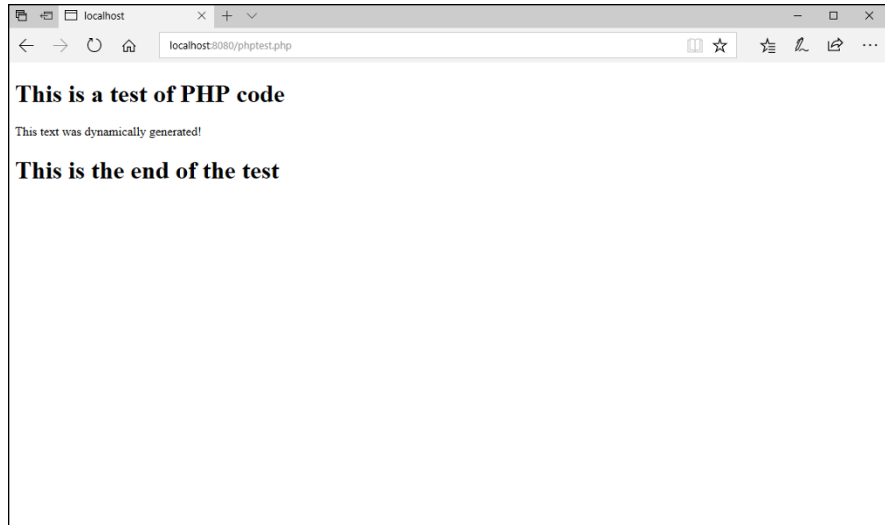 localhost
localhost:8080/phptest.php
This is a test of PHP code
This text was dynamically generated!
This is the end of the test